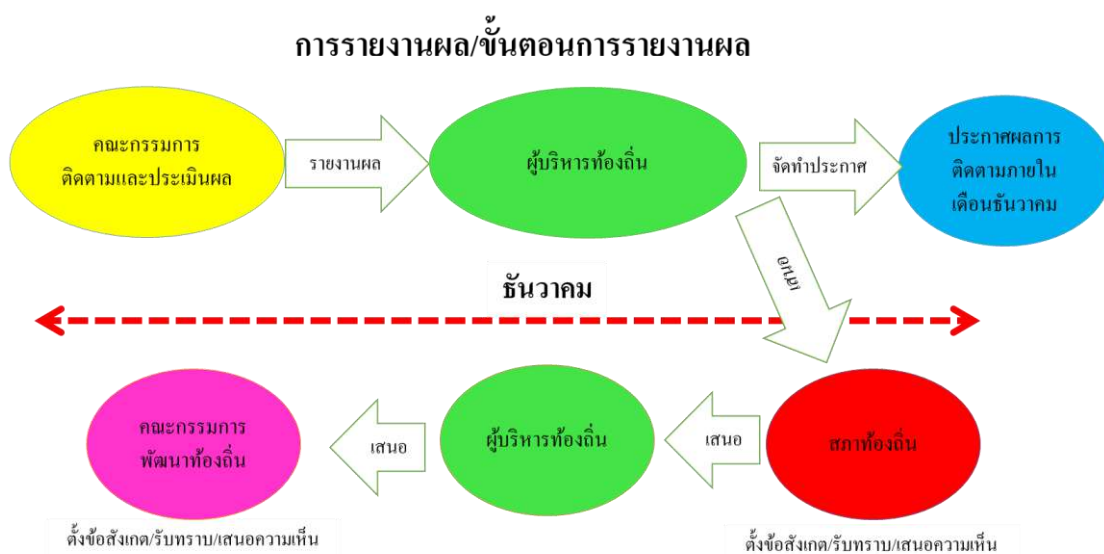 การรายงานผล/ขั้นตอนการรายงานผล
คณะกรรมการ
ติดตามและประเมินผล
รายงานผล
ผู้บริหารท้องถิ่น
จัดทำประกาศ
ประกาศผลการ
ติดตามภายใน
เดือนธันวาคม
เสนอ
ธันวาคม
คณะกรรมการ
พัฒนาท้องถิ่น
เสนอ
ผู้บริหารท้องถิ่น
เสนอ
สภาท้องถิ่น
ตั้งข้อสังเกต/รับทราบ/เสนอความเห็น
ตั้งข้อสังเกต/รับทราบ/เสนอความเห็น